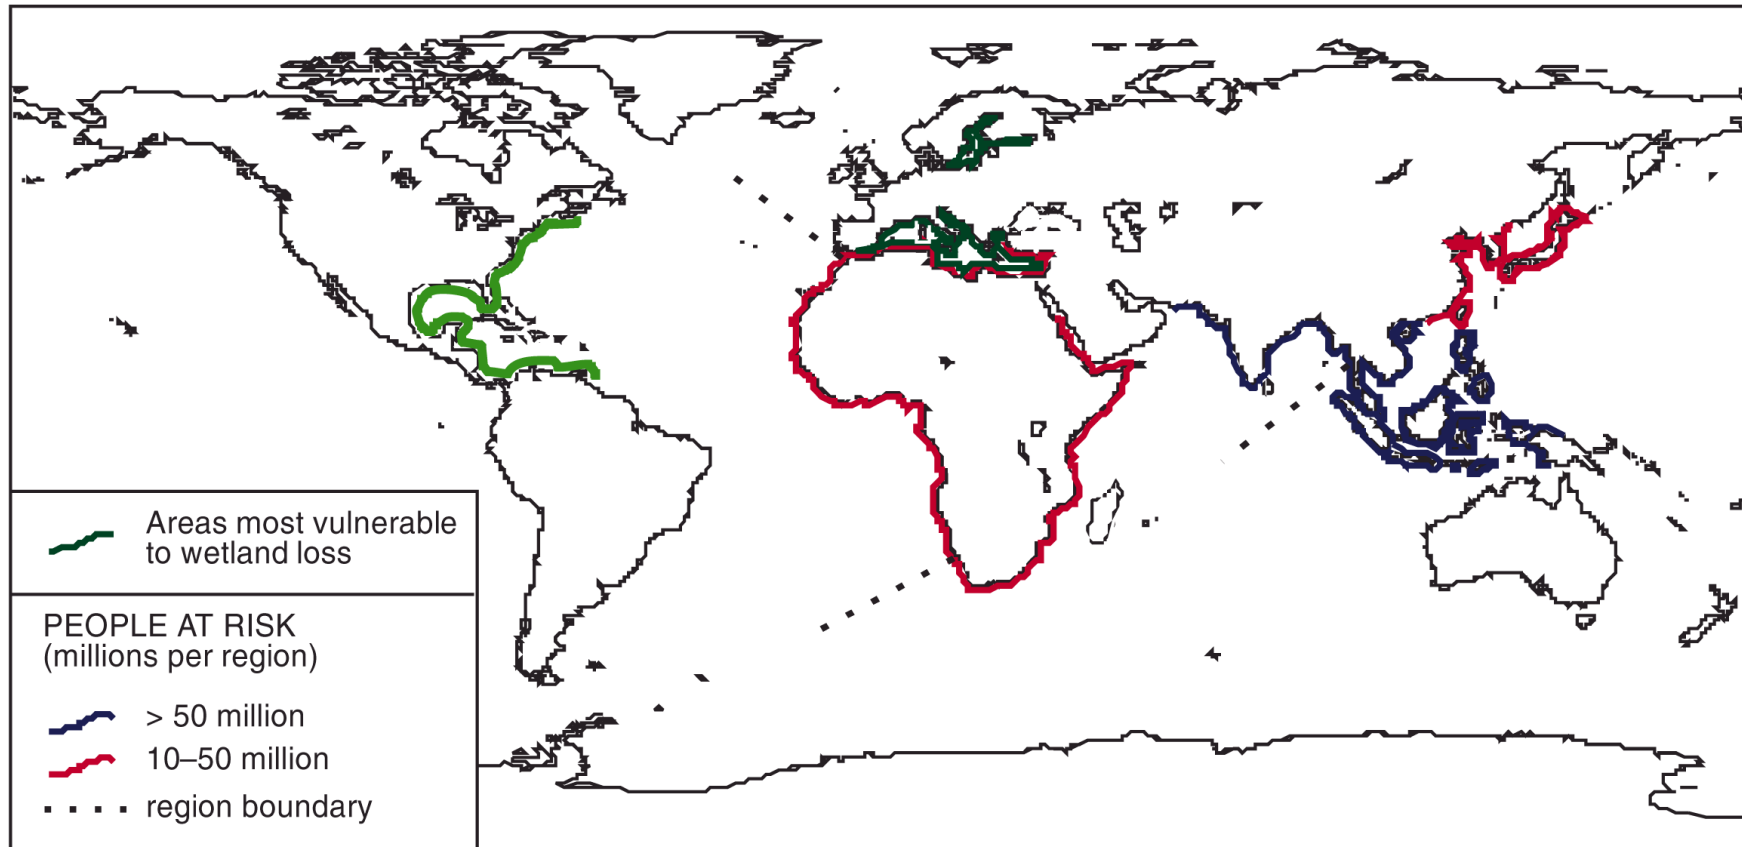 Areas most vulnerable
to wetland loss
PEOPLE AT RISK
(millions per region)
> 50 million
10–50 million
region boundary